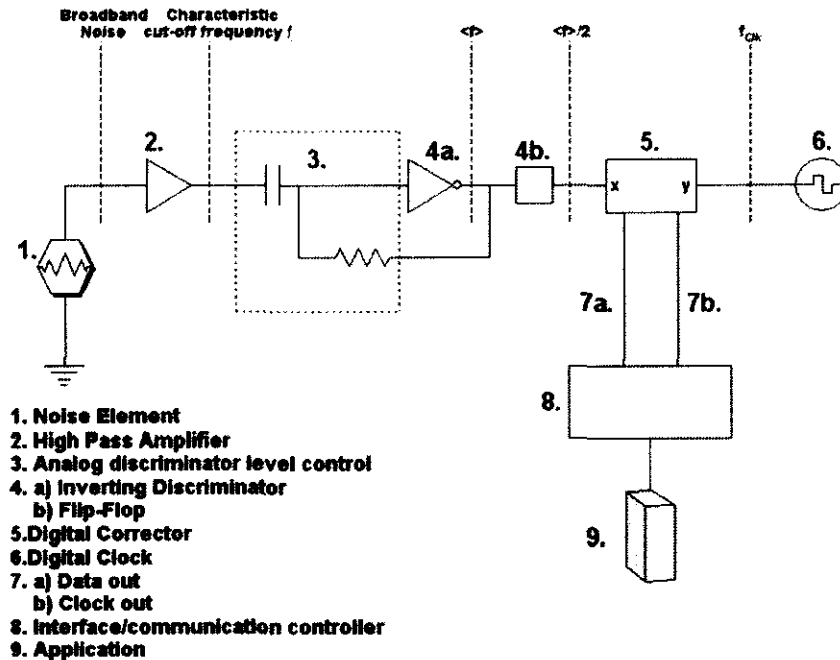 Broadband Characteristic
Noise cut-off frequency f
<f>
<f>/2
fClk
2.
3.
4a.
4b.
5.
6.
x
y
1.
7a.
7b.
8.
9.
1. Noise Element
2. High Pass Amplifier
3. Analog discriminator level control
4. a) Inverting Discriminator
b) Flip-Flop
5.Digital Corrector
6.Digital Clock
7. a) Data out
b) Clock out
8. Interface/communication controller
9. Application